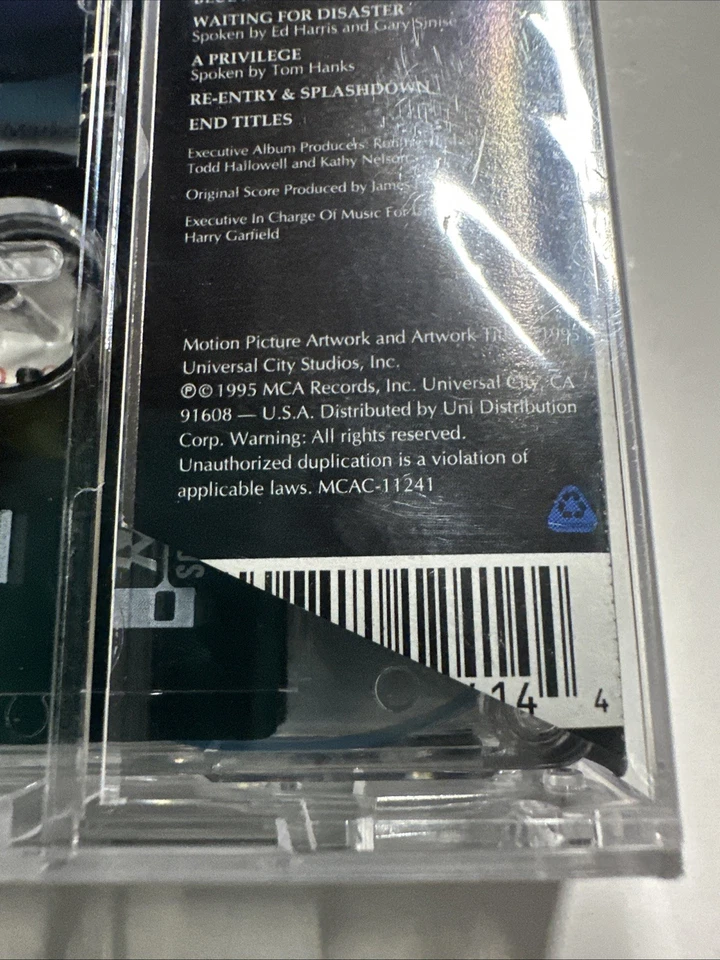 WAITING FOR DISASTER
Spoken by Ed Harris and Gary Sinise
A PRIVILEGE
Spoken by Tom Hanks
RE-ENTRY & SPLASHDOWN
END TITLES
Executive Album Producers:
Todd Hallowell and Kathy Nelson
Original Score Produced by James
Executive In Charge Of Music For
Harry Garfield
Motion Picture Artwork and Artwork 1995
Universal City Studios, Inc.
℗© 1995 MCA Records, Inc. Universal City, CA
91608 — U.S.A. Distributed by Uni Distribution
Corp. Warning: All rights reserved.
Unauthorized duplication is a violation of
applicable laws. MCAC-11241
14 4